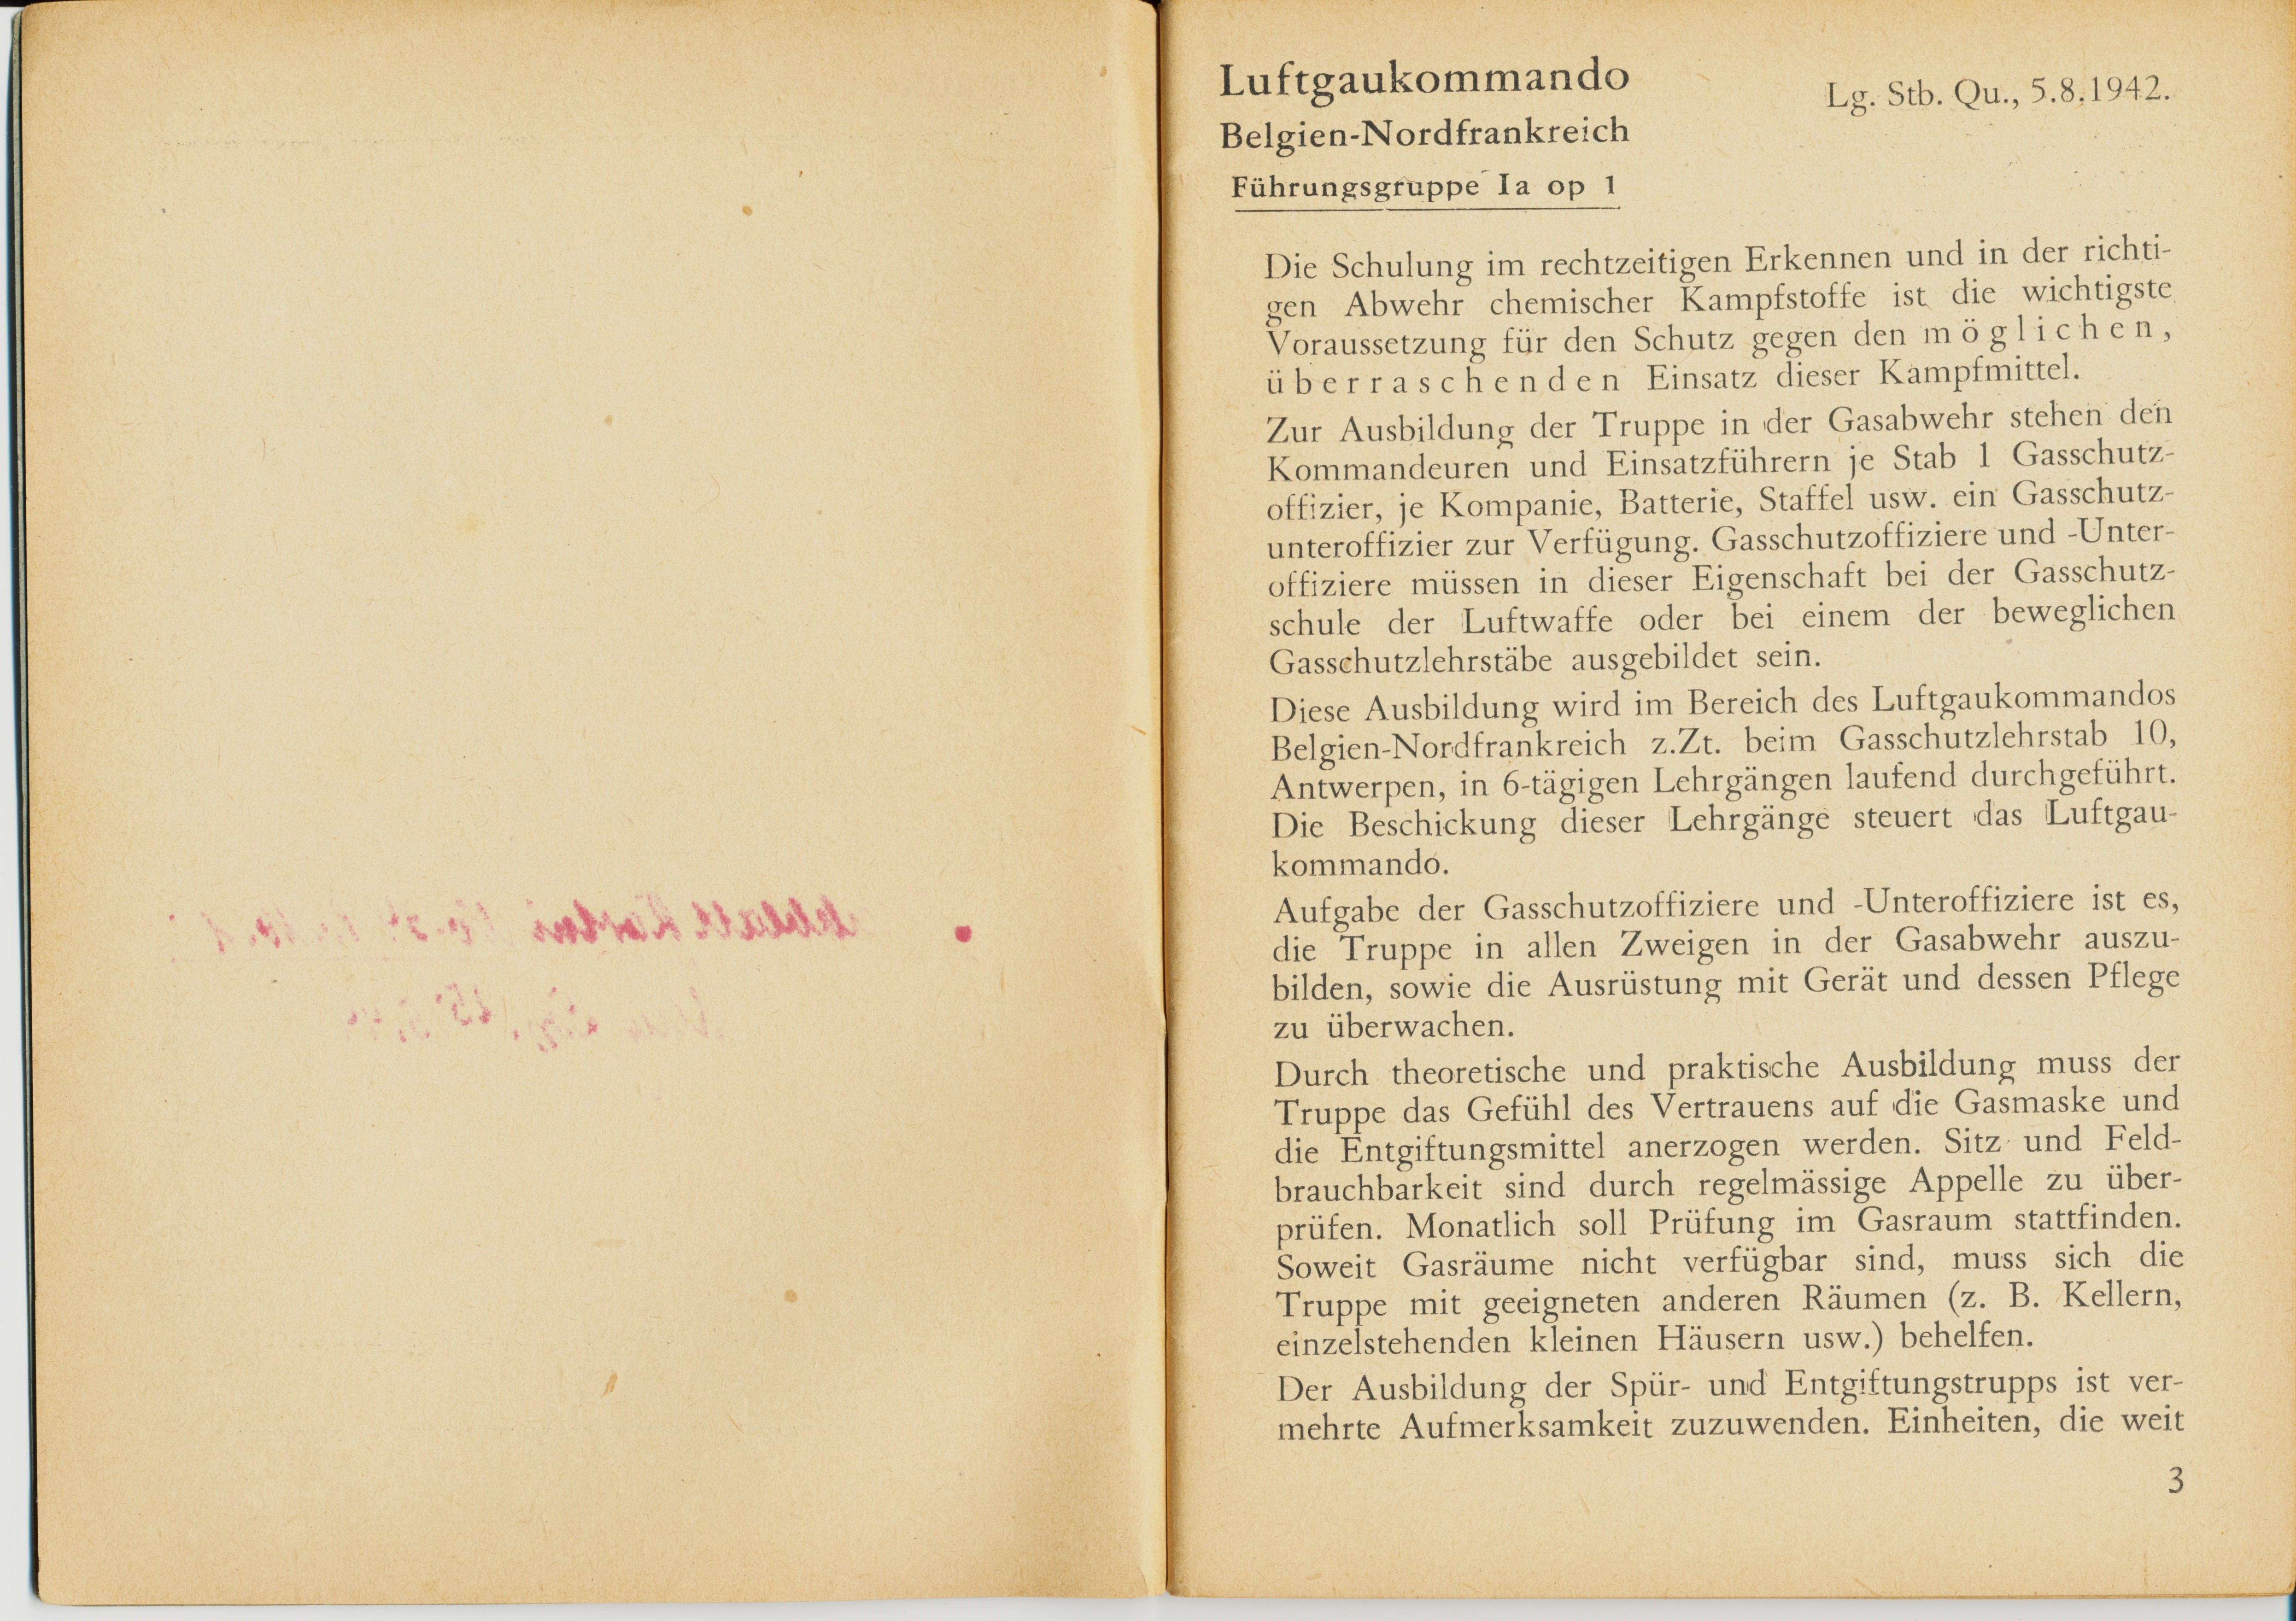 Luftgaukommando
Lg. Stb. Qu., 5.8.1942.
Belgien-Nordfrankreich
Führungsgruppe Ia op 1
Die Schulung im rechtzeitigen Erkennen und in der richti-
gen Abwehr chemischer Kampfstoffe ist die wichtigste
Voraussetzung für den Schutz gegen den möglichen,
überraschenden Einsatz dieser Kampfmittel.
Zur Ausbildung der Truppe in der Gasabwehr stehen den
Kommandeuren und Einsatzführern je Stab 1 Gasschutz-
offizier, je Kompanie, Batterie, Staffel usw. ein Gasschutz-
unteroffizier zur Verfügung. Gasschutzoffiziere und -Unter-
offiziere müssen in dieser Eigenschaft bei der Gasschutz-
schule der Luftwaffe oder bei einem der beweglichen
Gasschutzlehrstäbe ausgebildet sein.
Diese Ausbildung wird im Bereich des Luftgaukommandos
Belgien-Nordfrankreich z.Zt. beim Gasschutzlehrstab 10,
Antwerpen, in 6-tägigen Lehrgängen laufend durchgeführt.
Die Beschickung dieser Lehrgänge steuert das Luftgau-
kommando.
Aufgabe der Gasschutzoffiziere und -Unteroffiziere ist es,
die Truppe in allen Zweigen in der Gasabwehr auszu-
bilden, sowie die Ausrüstung mit Gerät und dessen Pflege
zu überwachen.
Durch theoretische und praktische Ausbildung muss der
Truppe das Gefühl des Vertrauens auf die Gasmaske und
die Entgiftungsmittel anerzogen werden. Sitz und Feld-
brauchbarkeit sind durch regelmässige Appelle zu über-
prüfen. Monatlich soll Prüfung im Gasraum stattfinden.
Soweit Gasräume nicht verfügbar sind, muss sich die
Truppe mit geeigneten anderen Räumen (z. B. Kellern,
einzelstehenden kleinen Häusern usw.) behelfen.
Der Ausbildung der Spür- und Entgiftungstrupps ist ver-
mehrte Aufmerksamkeit zuzuwenden. Einheiten, die weit
3